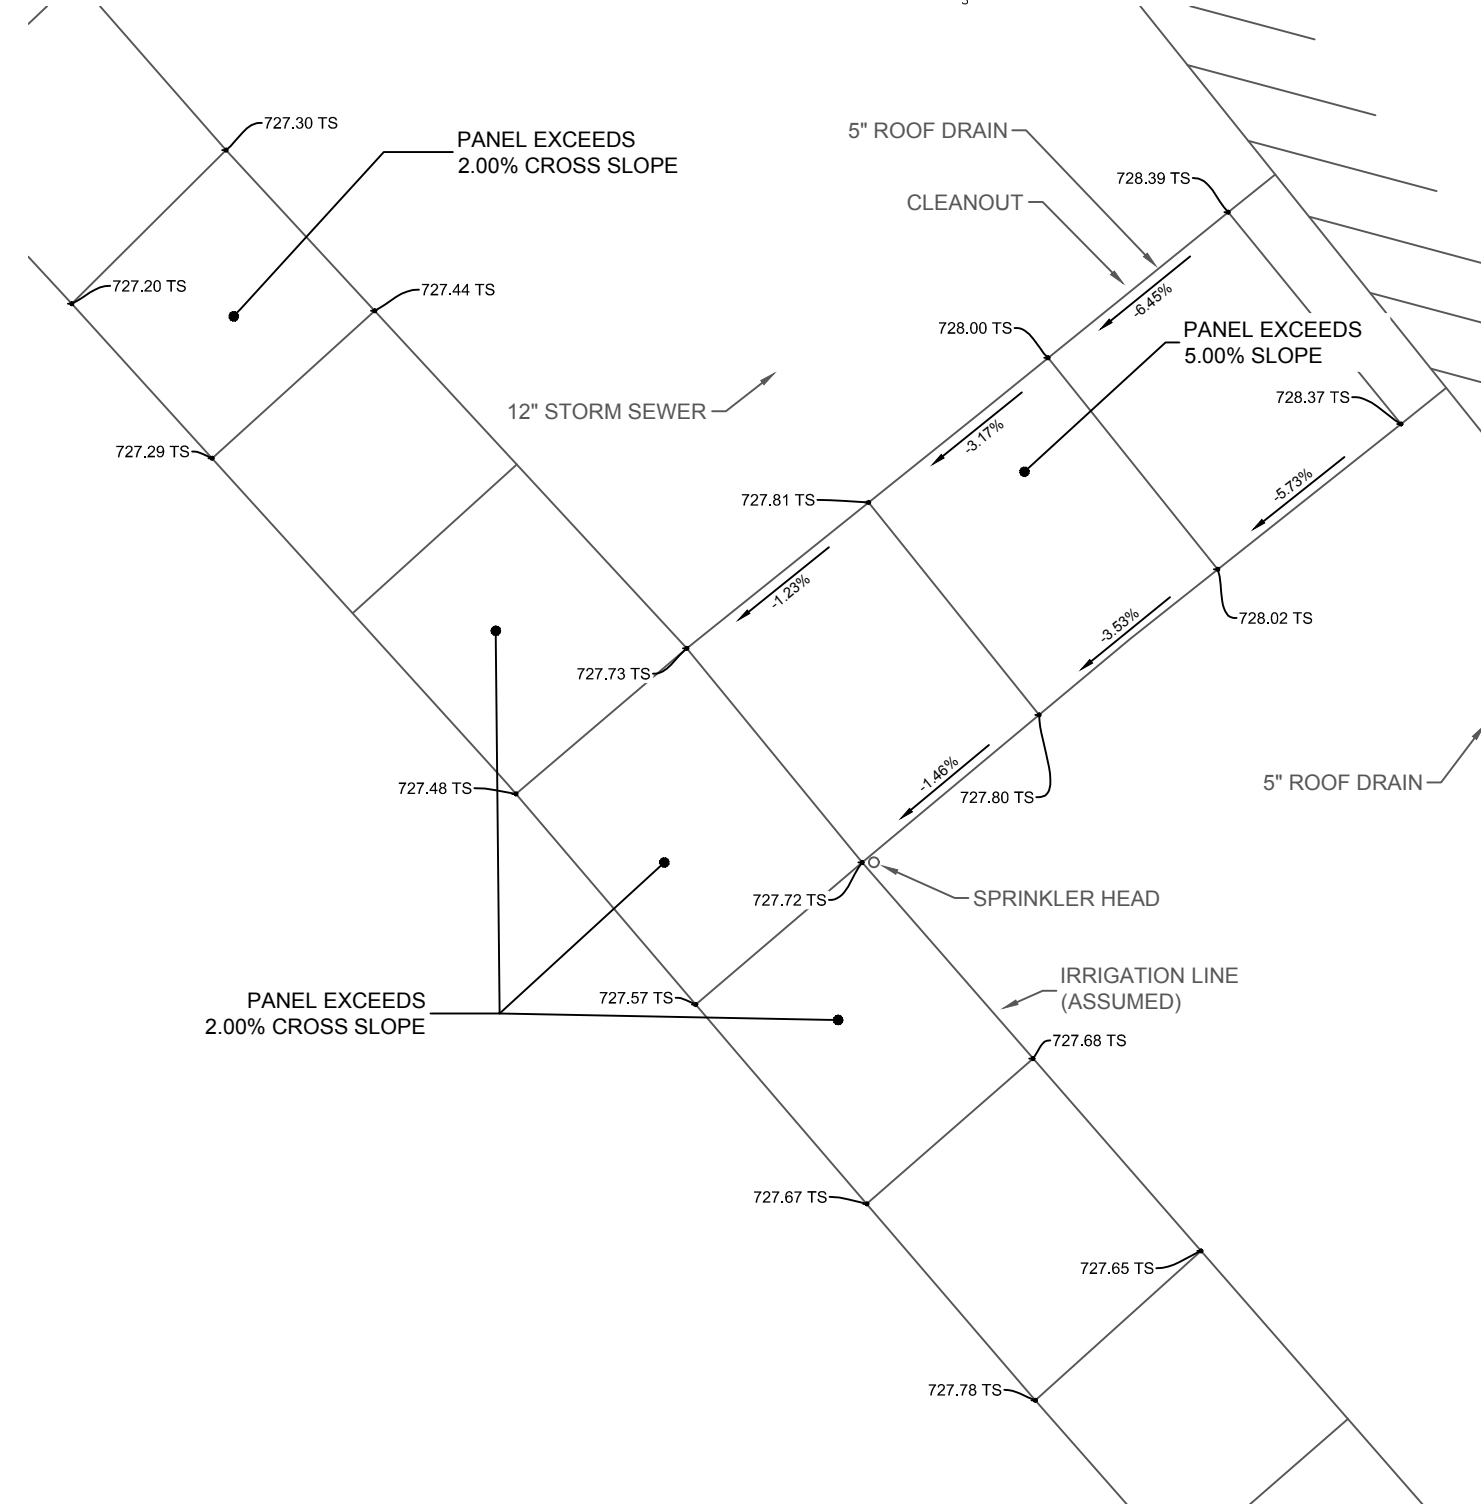 727.30 TS
PANEL EXCEEDS
2.00% CROSS SLOPE
5" ROOF DRAIN
728.39 TS
CLEANOUT
727.20 TS
727.44 TS
-6.45%
728.00 TS
PANEL EXCEEDS
5.00% SLOPE
12" STORM SEWER
728.37 TS
727.29 TS
-3.17%
-5.73%
727.81 TS
-1.23%
728.02 TS
-3.53%
727.73 TS
727.48 TS
-1.46%
727.80 TS
5" ROOF DRAIN
727.72 TS
SPRINKLER HEAD
IRRIGATION LINE
(ASSUMED)
PANEL EXCEEDS
2.00% CROSS SLOPE
727.57 TS
727.68 TS
727.67 TS
727.65 TS
727.78 TS